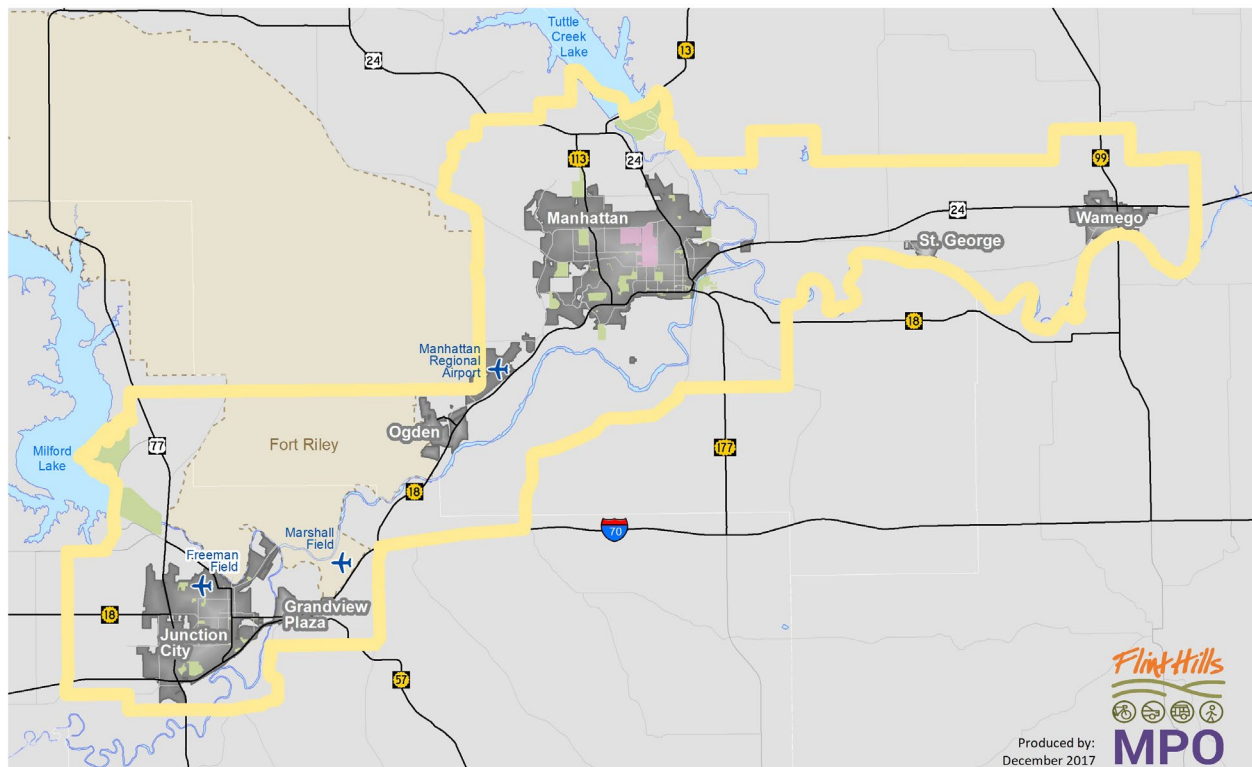 Tuttle
Creek
Lake
13
24
113
24
99
Manhattan
24
Wamego
St. George
18
Manhattan
Regional
Airport
Ogden
Fort Riley
77
Milford
Lake
177
18
70
Marshall
Field
Freeman
Field
18
Grandview
Plaza
Junction
City
57
Flint Hills
Produced by:
December 2017
MPO